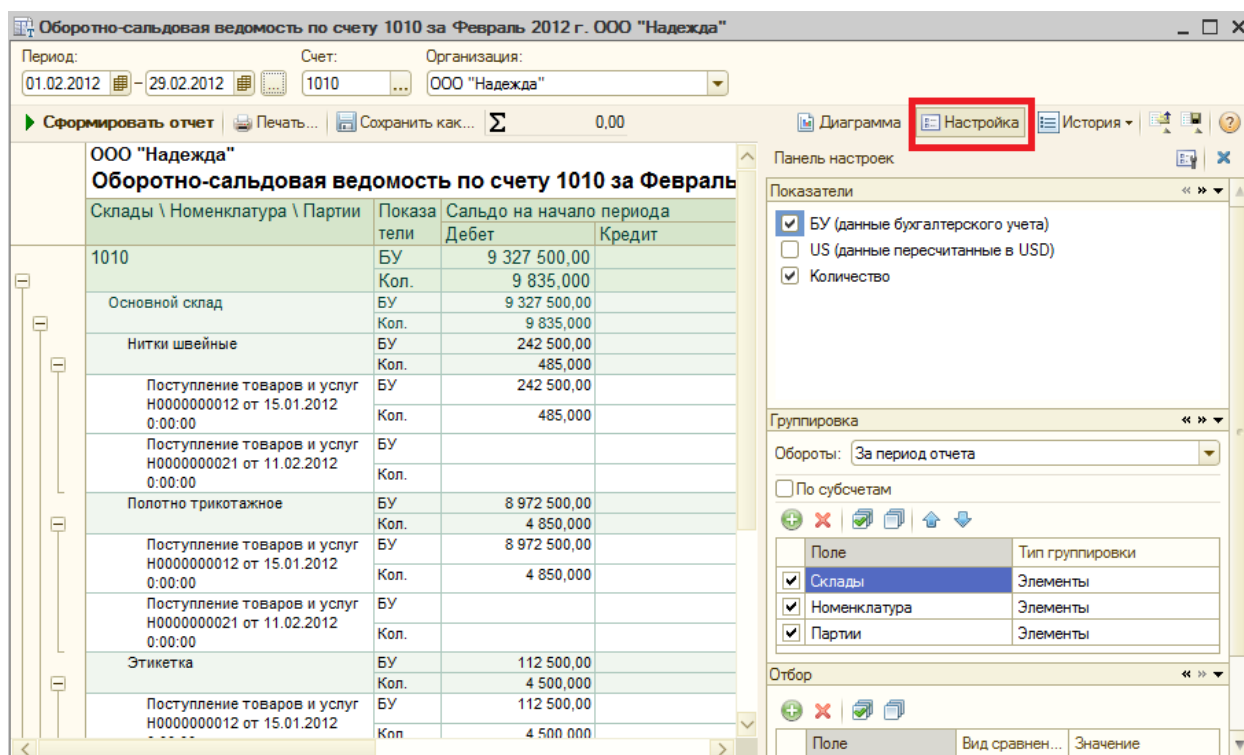 Оборотно-сальдовая ведомость по счету 1010 за Февраль 2012 г. ООО "Надежда"
Период: Счет: Организация:
01.02.2012 – 29.02.2012 ... 1010 ... ООО "Надежда"
Сформировать отчет Печать... Сохранить как... Σ 0,00 Диаграмма Настройка История
ООО "Надежда"
Оборотно-сальдовая ведомость по счету 1010 за Февраль
Склады \ Номенклатура \ Партии Показа Сальдо на начало периода
тели Дебет Кредит
1010 БУ 9 327 500,00
Кол. 9 835,000
Основной склад БУ 9 327 500,00
Кол. 9 835,000
Нитки швейные БУ 242 500,00
Кол. 485,000
Поступление товаров и услуг БУ 242 500,00
Н0000000012 от 15.01.2012
0:00:00 Кол. 485,000
Поступление товаров и услуг БУ
Н0000000021 от 11.02.2012
0:00:00 Кол.
Полотно трикотажное БУ 8 972 500,00
Кол. 4 850,000
Поступление товаров и услуг БУ 8 972 500,00
Н0000000012 от 15.01.2012
0:00:00 Кол. 4 850,000
Поступление товаров и услуг БУ
Н0000000021 от 11.02.2012
0:00:00 Кол.
Этикетка БУ 112 500,00
Кол. 4 500,000
Поступление товаров и услуг БУ 112 500,00
Н0000000012 от 15.01.2012
Кол 4 500 000
Панель настроек
Показатели
БУ (данные бухгалтерского учета)
US (данные пересчитанные в USD)
Количество
Группировка
Обороты: За период отчета
По субсчетам
Поле Тип группировки
Склады Элементы
Номенклатура Элементы
Партии Элементы
Отбор
Поле Вид сравнен... Значение